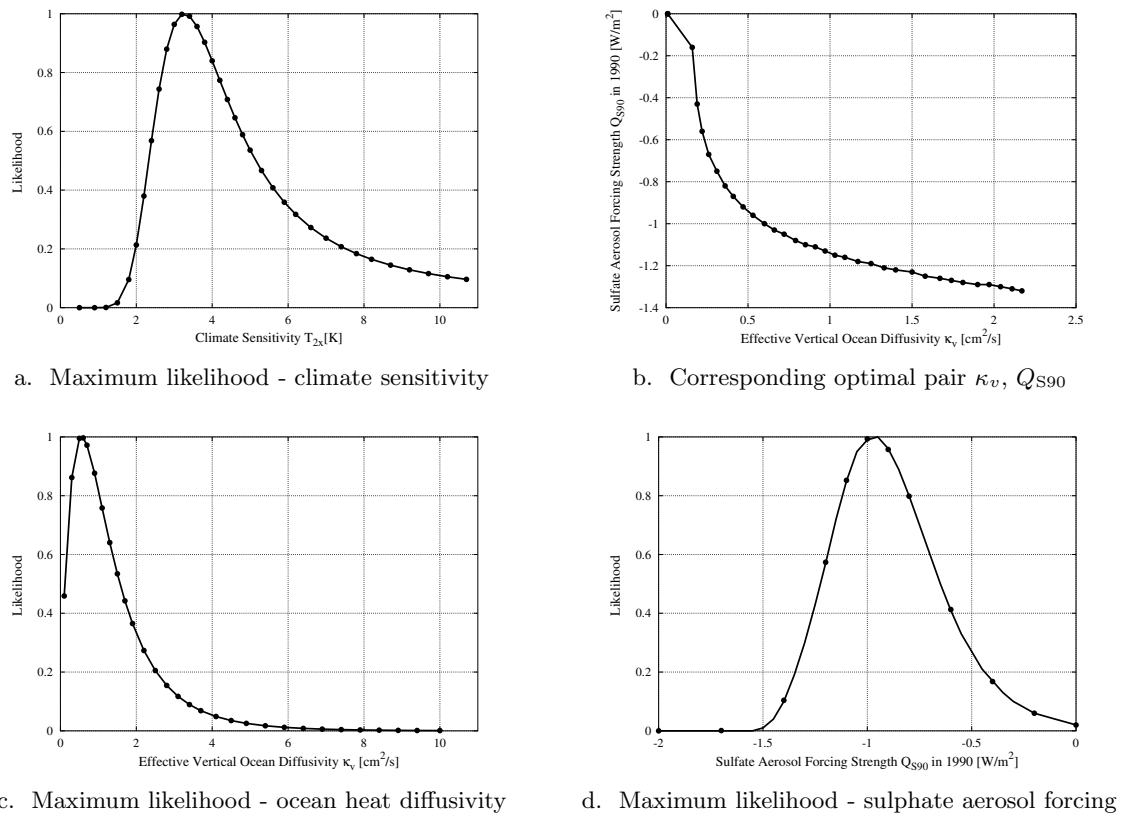 1
0.8
0.6
0.4
0.2
0
Likelihood
0 2 4 6 8 10
Climate Sensitivity T2x[K]
a. Maximum likelihood - climate sensitivity
0
-0.2
-0.4
-0.6
-0.8
-1
-1.2
-1.4
Sulfate Aerosol Forcing Strength QS90 in 1990 [W/m2]
0 0.5 1 1.5 2 2.5
Effective Vertical Ocean Diffusivity κv [cm2/s]
b. Corresponding optimal pair κv, QS90
1
0.8
0.6
0.4
0.2
0
Likelihood
0 2 4 6 8 10
Effective Vertical Ocean Diffusivity κv [cm2/s]
c. Maximum likelihood - ocean heat diffusivity
1
0.8
0.6
0.4
0.2
0
Likelihood
-2 -1.5 -1 -0.5 0
Sulfate Aerosol Forcing Strength QS90 in 1990 [W/m2]
d. Maximum likelihood - sulphate aerosol forcing